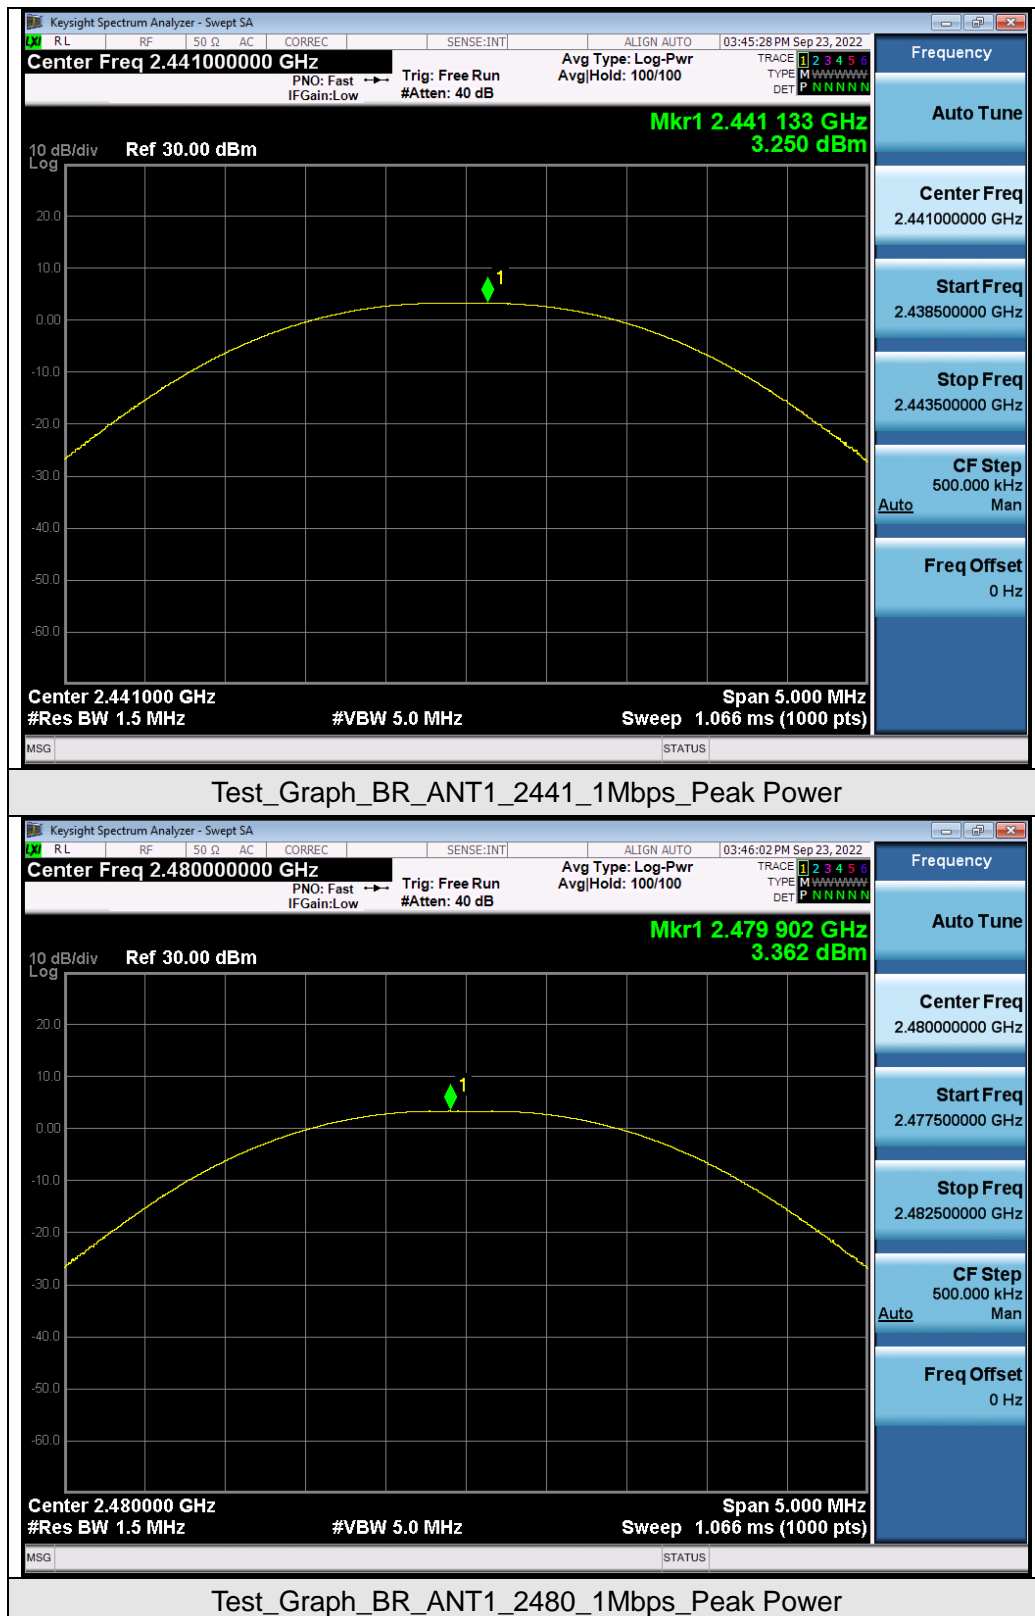 Keysight Spectrum Analyzer - Swept SA
LXI RL RF 50 Ω AC CORREC SENSE:INT ALIGN AUTO 03:45:28 PM Sep 23, 2022
Center Freq 2.441000000 GHz
PNO: Fast
IFGain:Low
Trig: Free Run
#Atten: 40 dB
Avg Type: Log-Pwr
Avg|Hold: 100/100
TRACE 1 2 3 4 5 6
TYPE M WWWWW
DET P N N N N N
Mkr1 2.441 133 GHz
3.250 dBm
10 dB/div Ref 30.00 dBm
Log
20.0
10.0
1
0.00
-10.0
-20.0
-30.0
-40.0
-50.0
-60.0
Center 2.441000 GHz Span 5.000 MHz
#Res BW 1.5 MHz #VBW 5.0 MHz Sweep 1.066 ms (1000 pts)
MSG STATUS
Frequency
Auto Tune
Center Freq
2.441000000 GHz
Start Freq
2.438500000 GHz
Stop Freq
2.443500000 GHz
CF Step
500.000 kHz
Auto Man
Freq Offset
0 Hz
Test_Graph_BR_ANT1_2441_1Mbps_Peak Power
Keysight Spectrum Analyzer - Swept SA
LXI RL RF 50 Ω AC CORREC SENSE:INT ALIGN AUTO 03:46:02 PM Sep 23, 2022
Center Freq 2.480000000 GHz
PNO: Fast
IFGain:Low
Trig: Free Run
#Atten: 40 dB
Avg Type: Log-Pwr
Avg|Hold: 100/100
TRACE 1 2 3 4 5 6
TYPE M WWWWW
DET P N N N N N
Mkr1 2.479 902 GHz
3.362 dBm
10 dB/div Ref 30.00 dBm
Log
20.0
10.0
1
0.00
-10.0
-20.0
-30.0
-40.0
-50.0
-60.0
Center 2.480000 GHz Span 5.000 MHz
#Res BW 1.5 MHz #VBW 5.0 MHz Sweep 1.066 ms (1000 pts)
MSG STATUS
Frequency
Auto Tune
Center Freq
2.480000000 GHz
Start Freq
2.477500000 GHz
Stop Freq
2.482500000 GHz
CF Step
500.000 kHz
Auto Man
Freq Offset
0 Hz
Test_Graph_BR_ANT1_2480_1Mbps_Peak Power